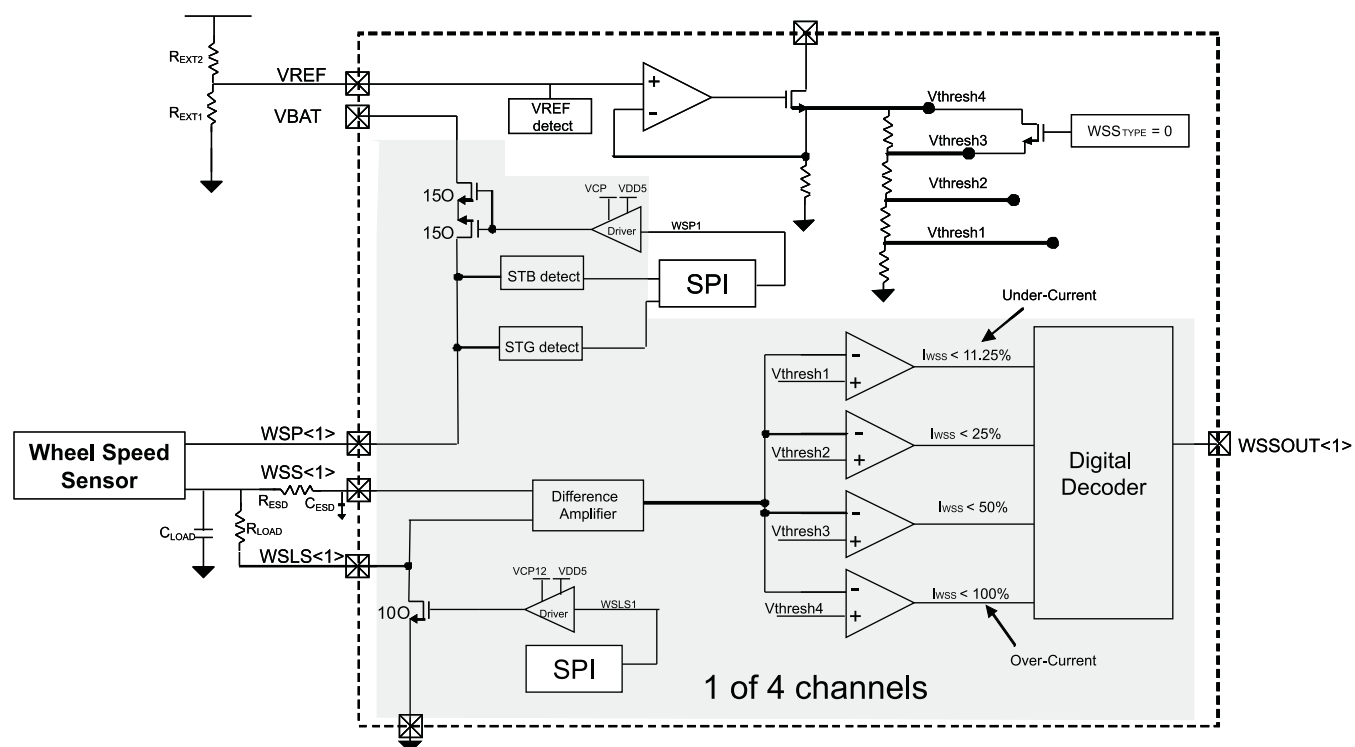 REXT2
VREF
REXT1
VBAT
VREF
detect
+
-
Vthresh4
WSSTYPE = 0
Vthresh3
Vthresh2
Vthresh1
15O
15O
VCP
VDD5
Driver
WSP1
STB detect
SPI
STG detect
Under-Current
-
Vthresh1
+
IWSS < 11.25%
-
Vthresh2
+
IWSS < 25%
-
Vthresh3
+
IWSS < 50%
-
Vthresh4
+
IWSS < 100%
Over-Current
Digital
Decoder
WSSOUT<1>
Wheel Speed
Sensor
WSP<1>
WSS<1>
RESD
CESD
CLOAD
RLOAD
WSLS<1>
Difference
Amplifier
10O
VCP12
VDD5
Driver
WSLS1
SPI
1 of 4 channels